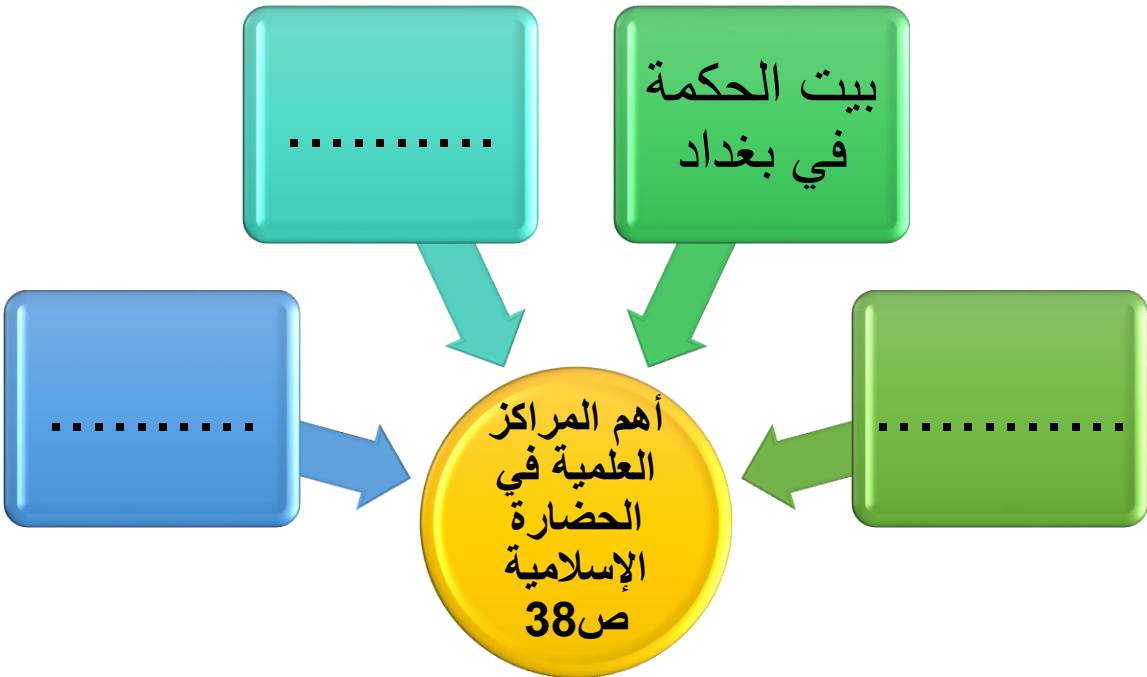 بيت الحكمة
في بغداد
..........
............
..........
أهم المراكز
العلمية في
الحضارة
الإسلامية
ص38